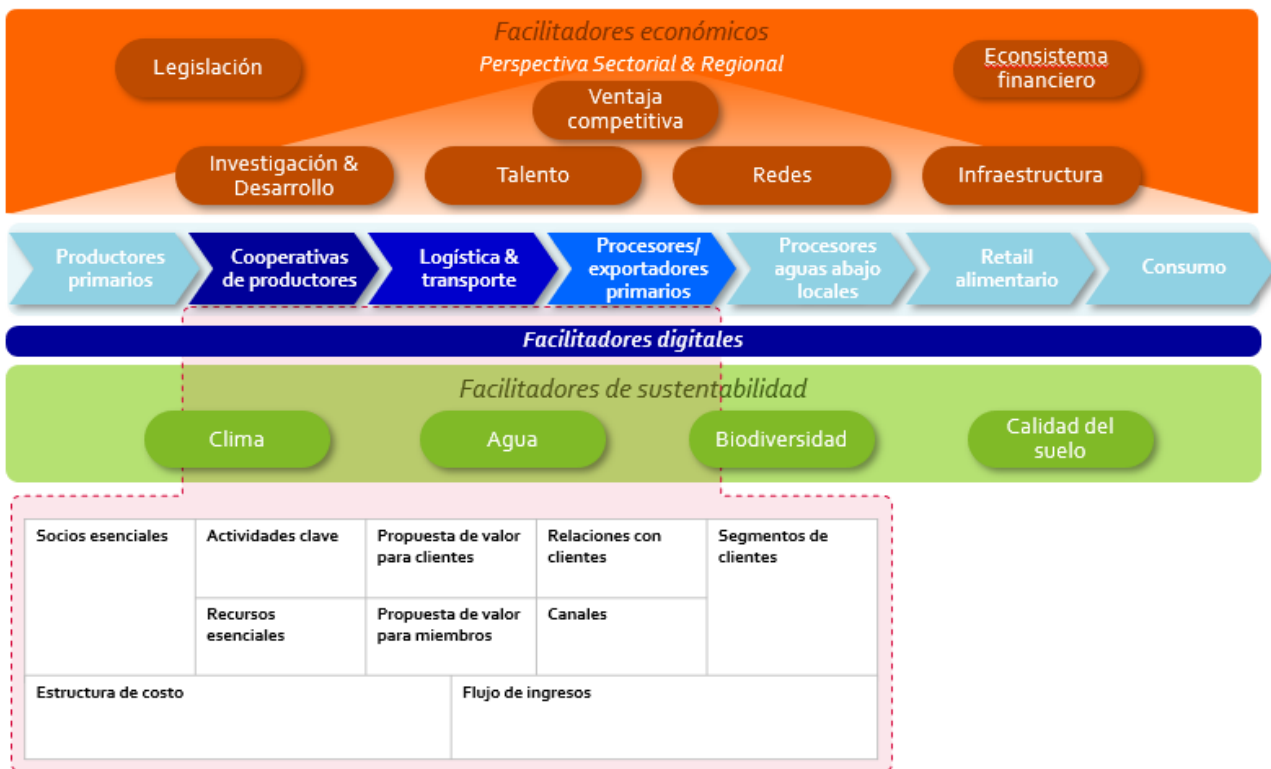 Facilitadores económicos
Legislación
Perspectiva Sectorial & Regional
Econsistema
financiero
Ventaja
competitiva
Investigación &
Desarrollo
Talento
Redes
Infraestructura
Productores
primarios
Cooperativas
de productores
Logística &
transporte
Procesores/
exportadores
primarios
Procesores
aguas abajo
locales
Retail
alimentario
Consumo
Facilitadores digitales
Facilitadores de sustentabilidad
Clima
Agua
Biodiversidad
Calidad del
suelo
Socios esenciales
Actividades clave
Propuesta de valor
para clientes
Relaciones con
clientes
Segmentos de
clientes
Recursos
esenciales
Propuesta de valor
para miembros
Canales
Estructura de costo
Flujo de ingresos